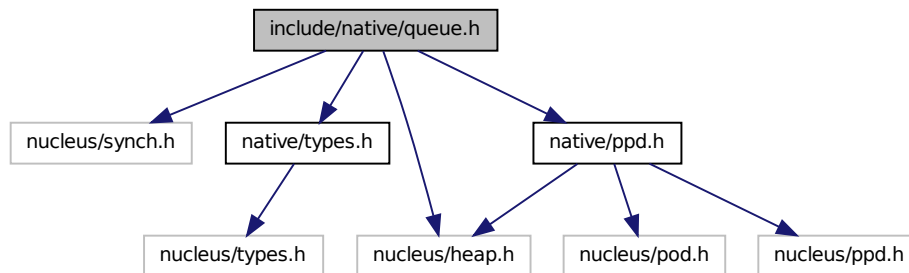 include/native/queue.h
nucleus/synch.h
native/types.h
native/ppd.h
nucleus/types.h
nucleus/heap.h
nucleus/pod.h
nucleus/ppd.h